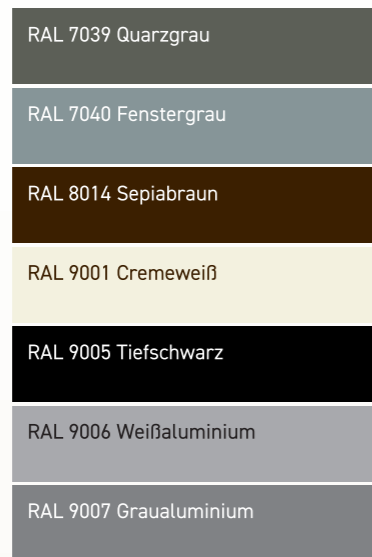 RAL 7039 Quarzgrau
RAL 7040 Fenstergrau
RAL 8014 Sepiabraun
RAL 9001 Cremeweiß
RAL 9005 Tiefschwarz
RAL 9006 Weißaluminium
RAL 9007 Graualuminium